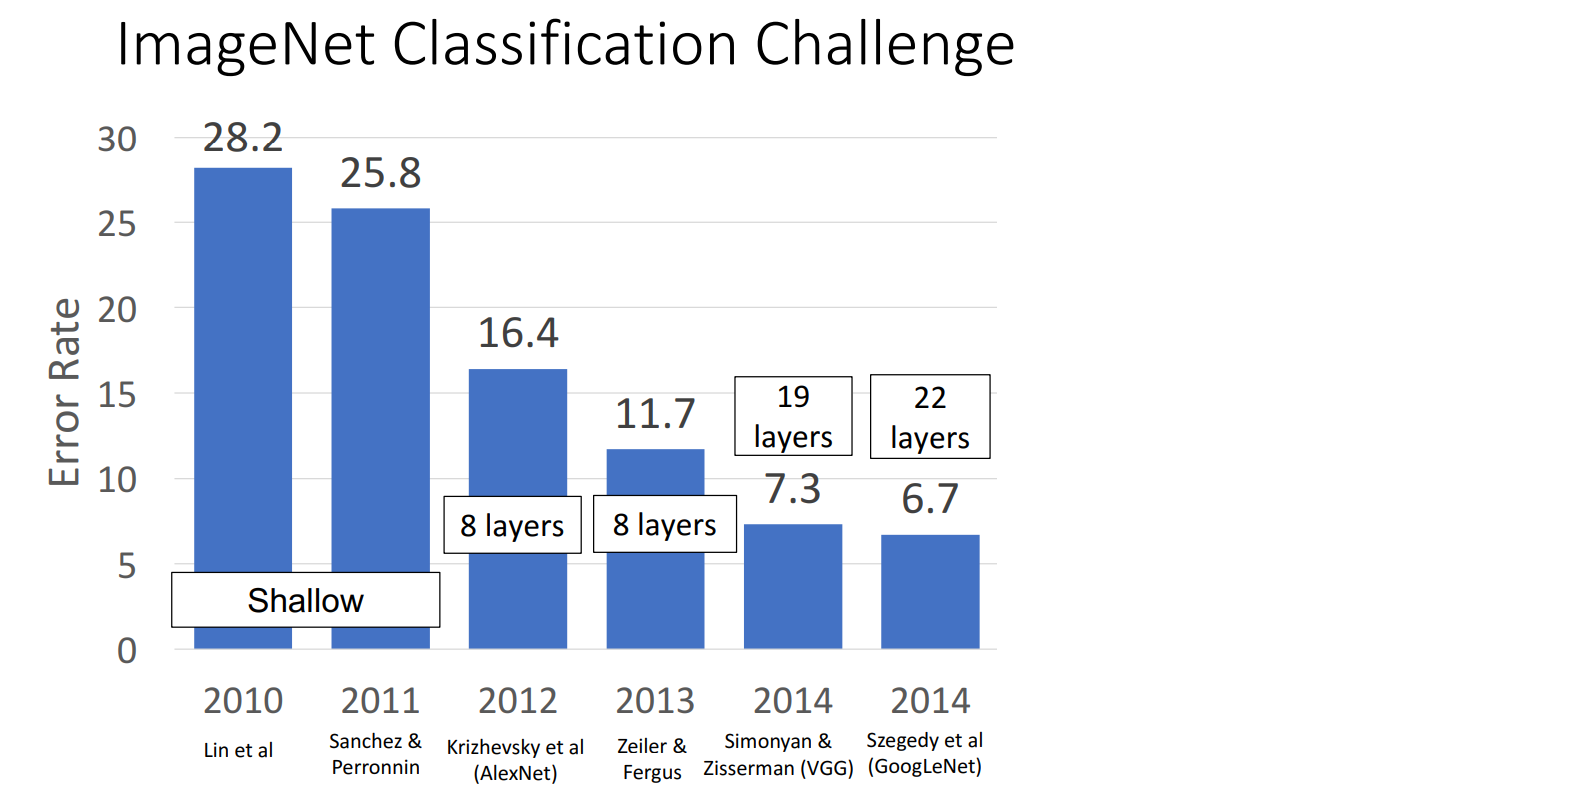 ImageNet Classification Challenge
Error Rate
30
25
20
15
10
5
0
28.2
25.8
16.4
11.7
7.3
6.7
Shallow
8 layers
8 layers
19
layers
22
layers
2010
2011
2012
2013
2014
2014
Lin et al
Sanchez &
Perronnin
Krizhevsky et al
(AlexNet)
Zeiler &
Fergus
Simonyan &
Zisserman (VGG)
Szegedy et al
(GoogLeNet)